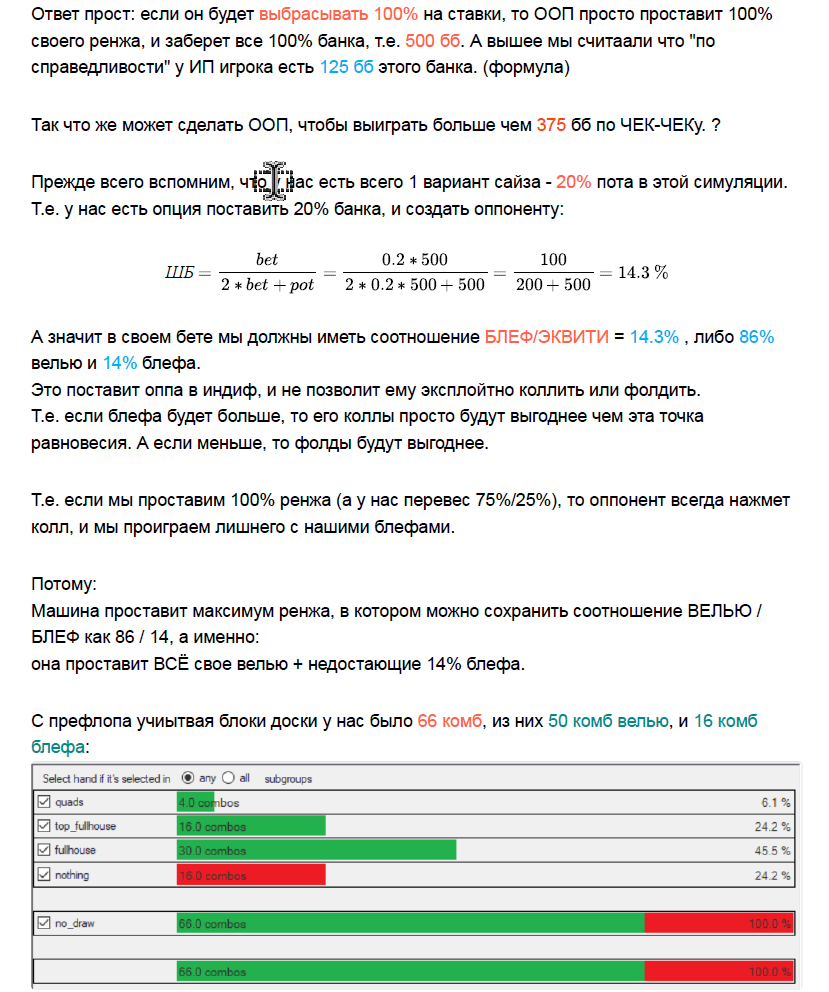 Ответ прост: если он будет выбрасывать 100% на ставки, то ООП просто проставит 100%
своего ренжа, и заберет все 100% банка, т.е. 500 бб. А вышее мы считаали что "по
справедливости" у ИП игрока есть 125 бб этого банка. (формула)
Так что же может сделать ООП, чтобы выиграть больше чем 375 бб по ЧЕК-ЧЕКу. ?
Прежде всего вспомним, что у нас есть всего 1 вариант сайза - 20% пота в этой симуляции.
Т.е. у нас есть опция поставить 20% банка, и создать оппоненту:
ШБ = bet / (2 * bet + pot) = 0.2 * 500 / (2 * 0.2 * 500 + 500) = 100 / (200 + 500) = 14.3 %
А значит в своем бете мы должны иметь соотношение БЛЕФ/ЭКВИТИ = 14.3% , либо 86%
велью и 14% блефа.
Это поставит оппа в индиф, и не позволит ему эксплойтно коллить или фолдить.
Т.е. если блефа будет больше, то его коллы просто будут выгоднее чем эта точка
равновесия. А если меньше, то фолды будут выгоднее.
Т.е. если мы проставим 100% ренжа (а у нас перевес 75%/25%), то оппонент всегда нажмет
колл, и мы проиграем лишнего с нашими блефами.
Потому:
Машина проставит максимум ренжа, в котором можно сохранить соотношение ВЕЛЬЮ /
БЛЕФ как 86 / 14, а именно:
она проставит ВСЁ свое велью + недостающие 14% блефа.
С префлопа учиытвая блоки доски у нас было 66 комб, из них 50 комб велью, и 16 комб
блефа:
Select hand if it's selected in any all subgroups
quads 4.0 combos 6.1 %
top_fullhouse 16.0 combos 24.2 %
fullhouse 30.0 combos 45.5 %
nothing 16.0 combos 24.2 %
no_draw 66.0 combos 100.0 %
66.0 combos 100.0 %